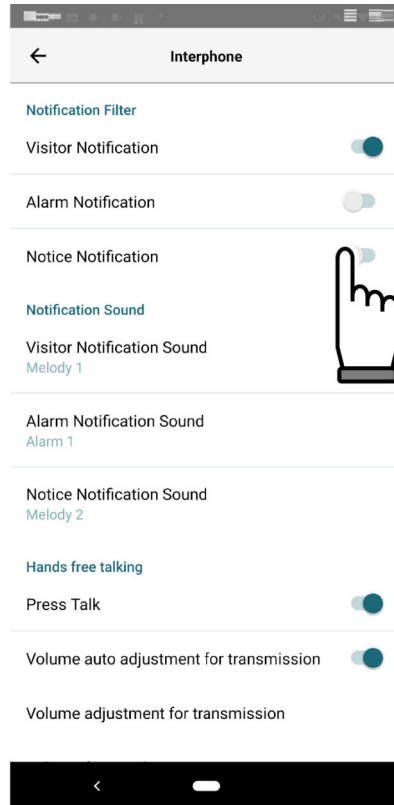 Interphone
Notification Filter
Visitor Notification
Alarm Notification
Notice Notification
Notification Sound
Visitor Notification Sound
Melody 1
Alarm Notification Sound
Alarm 1
Notice Notification Sound
Melody 2
Hands free talking
Press Talk
Volume auto adjustment for transmission
Volume adjustment for transmission